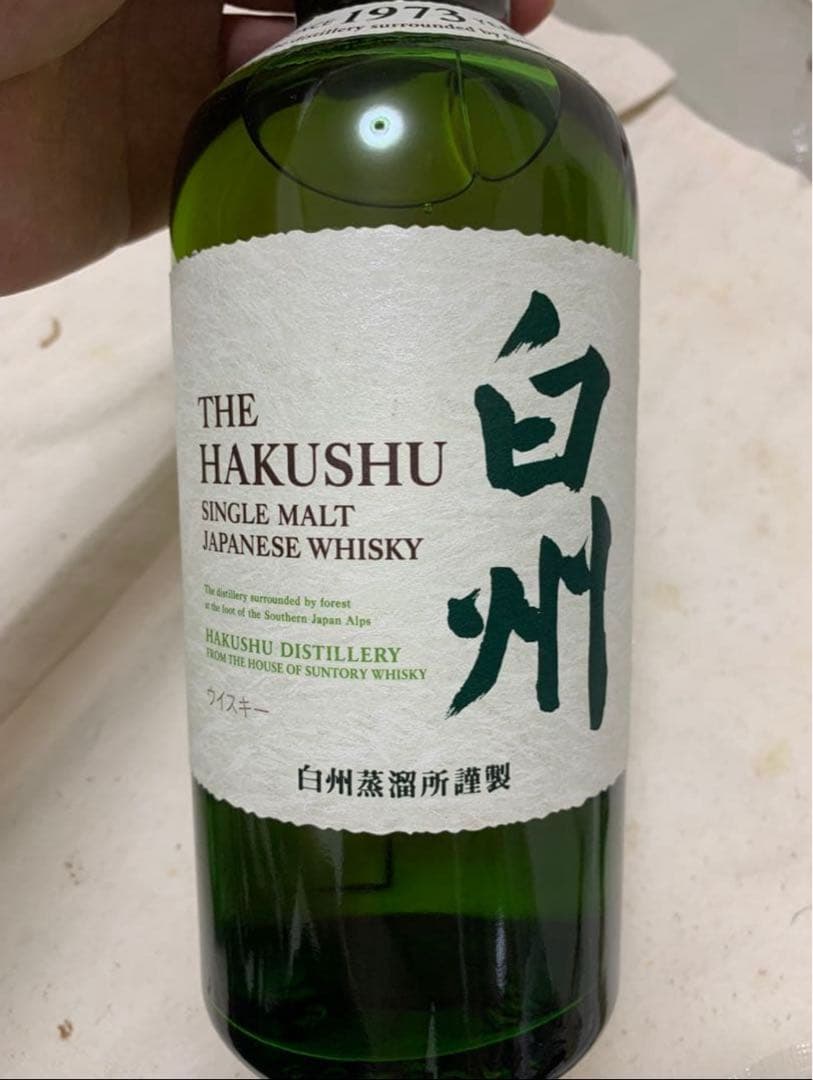 1973
distillery surrounded by
THE
HAKUSHU
SINGLE MALT
JAPANESE WHISKY
白州
The distillery surrounded by forest
at the foot of the Southern Japan Alps
HAKUSHU DISTILLERY
FROM THE HOUSE OF SUNTORY WHISKY
ウイスキー
白州蒸溜所謹製